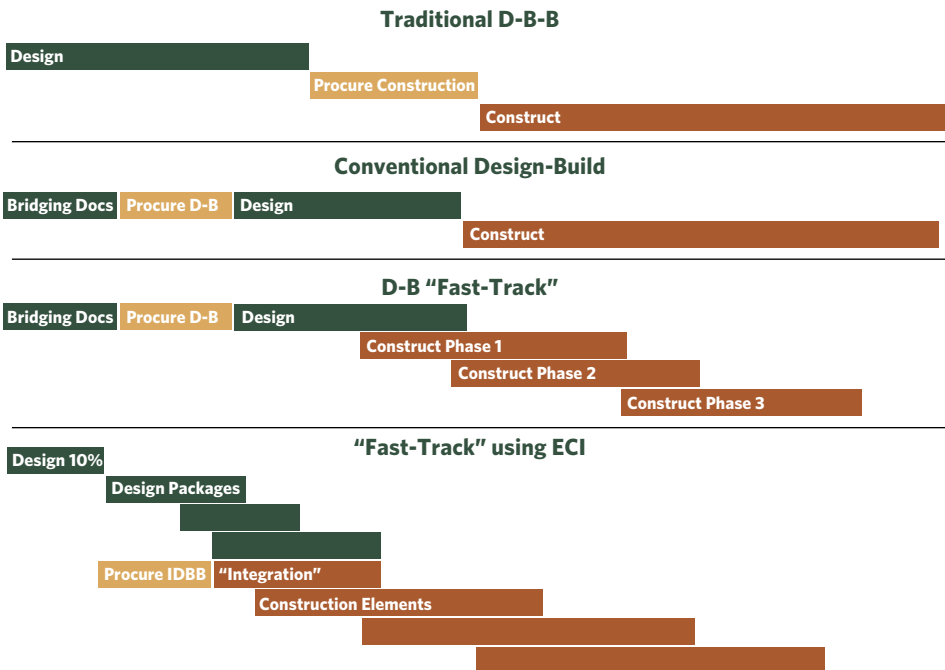 Traditional D-B-B
Design
Procure Construction
Construct
Conventional Design-Build
Bridging Docs Procure D-B Design
Construct
D-B “Fast-Track”
Bridging Docs Procure D-B Design
Construct Phase 1
Construct Phase 2
Construct Phase 3
“Fast-Track” using ECI
Design 10%
Design Packages
Procure IDBB “Integration”
Construction Elements